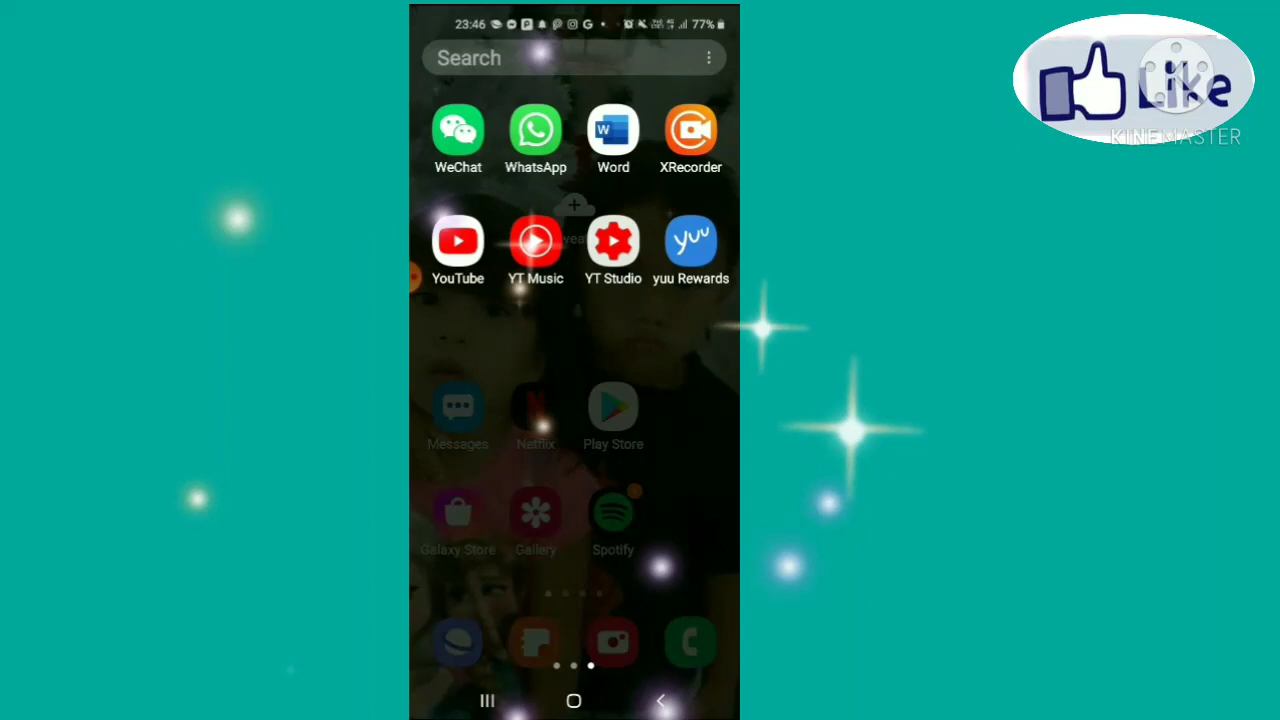 23:46
77%
Search
Like
KINEMASTER
WeChat WhatsApp Word XRecorder
YouTube YT Music YT Studio yuu Rewards
Messages Netflix Play Store
Galaxy Store Gallery Spotify